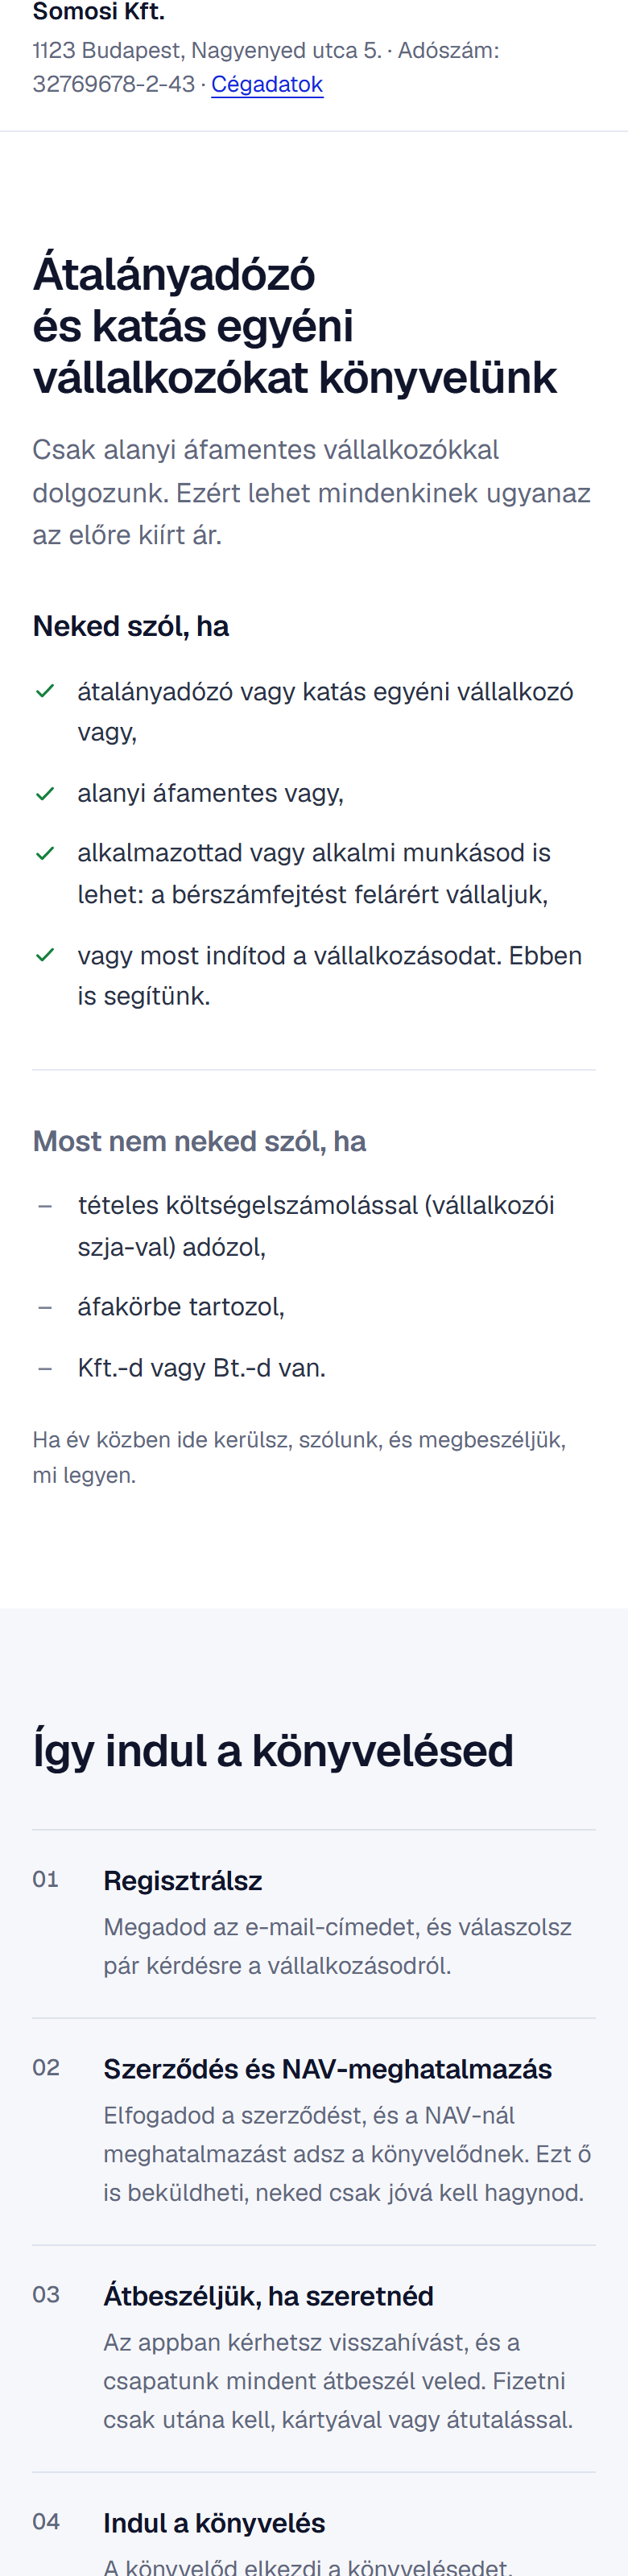 Somosi Kft.
1123 Budapest, Nagyenyed utca 5. · Adószám:
32769678-2-43 · Cégadatok
Átalányadózó
és katás egyéni
vállalkozókat könyvelünk
Csak alanyi áfamentes vállalkozókkal
dolgozunk. Ezért lehet mindenkinek ugyanaz
az előre kiírt ár.
Neked szól, ha
átalányadózó vagy katás egyéni vállalkozó
vagy,
alanyi áfamentes vagy,
alkalmazottad vagy alkalmi munkásod is
lehet: a bérszámfejtést felárért vállaljuk,
vagy most indítod a vállalkozásodat. Ebben
is segítünk.
Most nem neked szól, ha
– tételes költségelszámolással (vállalkozói
szja-val) adózol,
– áfakörbe tartozol,
– Kft.-d vagy Bt.-d van.
Ha év közben ide kerülsz, szólunk, és megbeszéljük,
mi legyen.
Így indul a könyvelésed
01 Regisztrálsz
Megadod az e-mail-címedet, és válaszolsz
pár kérdésre a vállalkozásodról.
02 Szerződés és NAV-meghatalmazás
Elfogadod a szerződést, és a NAV-nál
meghatalmazást adsz a könyvelődnek. Ezt ő
is beküldheti, neked csak jóvá kell hagynod.
03 Átbeszéljük, ha szeretnéd
Az appban kérhetsz visszahívást, és a
csapatunk mindent átbeszél veled. Fizetni
csak utána kell, kártyával vagy átutalással.
04 Indul a könyvelés
A könyvelőd elkezdi a könyvelésedet.